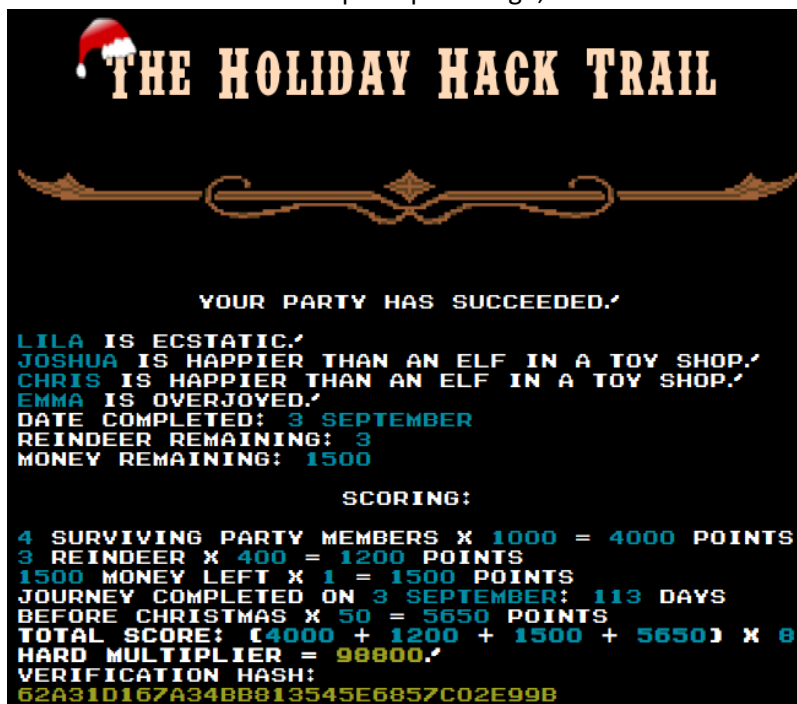 THE HOLIDAY HACK TRAIL
YOUR PARTY HAS SUCCEEDED!
LILA IS ECSTATIC!
JOSHUA IS HAPPIER THAN AN ELF IN A TOY SHOP!
CHRIS IS HAPPIER THAN AN ELF IN A TOY SHOP!
EMMA IS OVERJOYED!
DATE COMPLETED: 3 SEPTEMBER
REINDEER REMAINING: 3
MONEY REMAINING: 1500
SCORING:
4 SURVIVING PARTY MEMBERS X 1000 = 4000 POINTS
3 REINDEER X 400 = 1200 POINTS
1500 MONEY LEFT X 1 = 1500 POINTS
JOURNEY COMPLETED ON 3 SEPTEMBER: 113 DAYS
BEFORE CHRISTMAS X 50 = 5650 POINTS
TOTAL SCORE: (4000 + 1200 + 1500 + 5650) X 8
HARD MULTIPLIER = 98800!
VERIFICATION HASH:
62A31D167A34BB813545E6857C02E99B